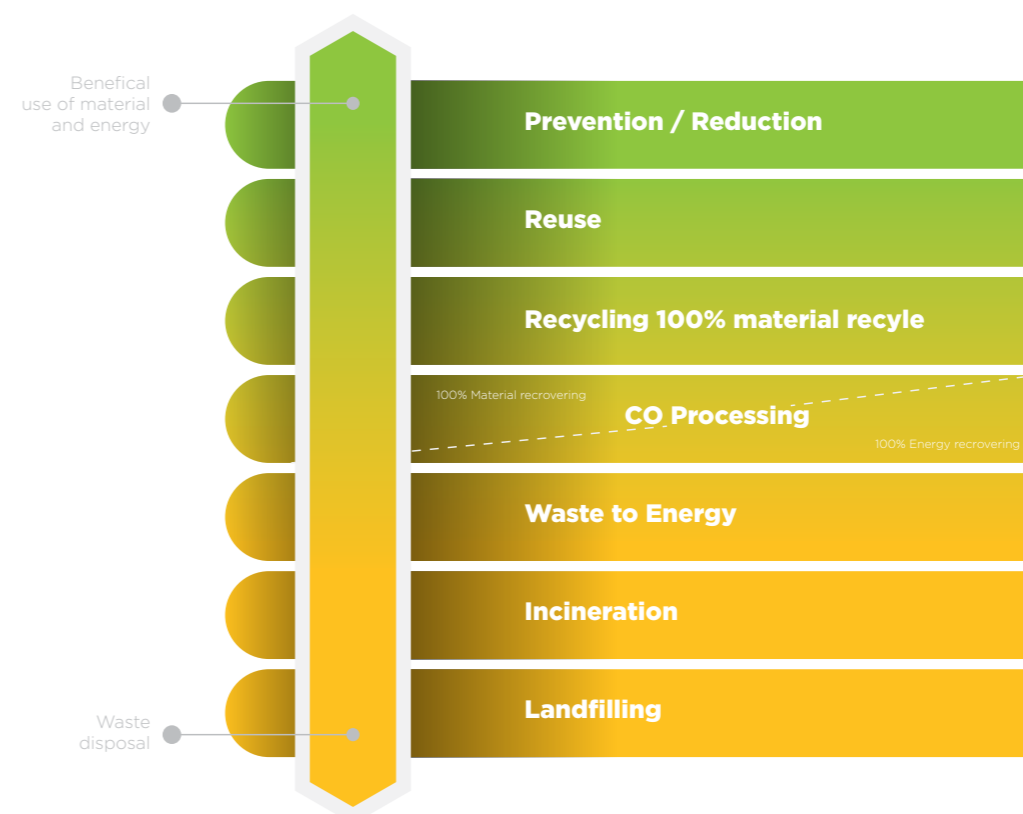 Benefical
use of material
and energy
Prevention / Reduction
Reuse
Recycling 100% material recyle
100% Material recrovering
CO Processing
100% Energy recrovering
Waste to Energy
Incineration
Landfilling
Waste
disposal